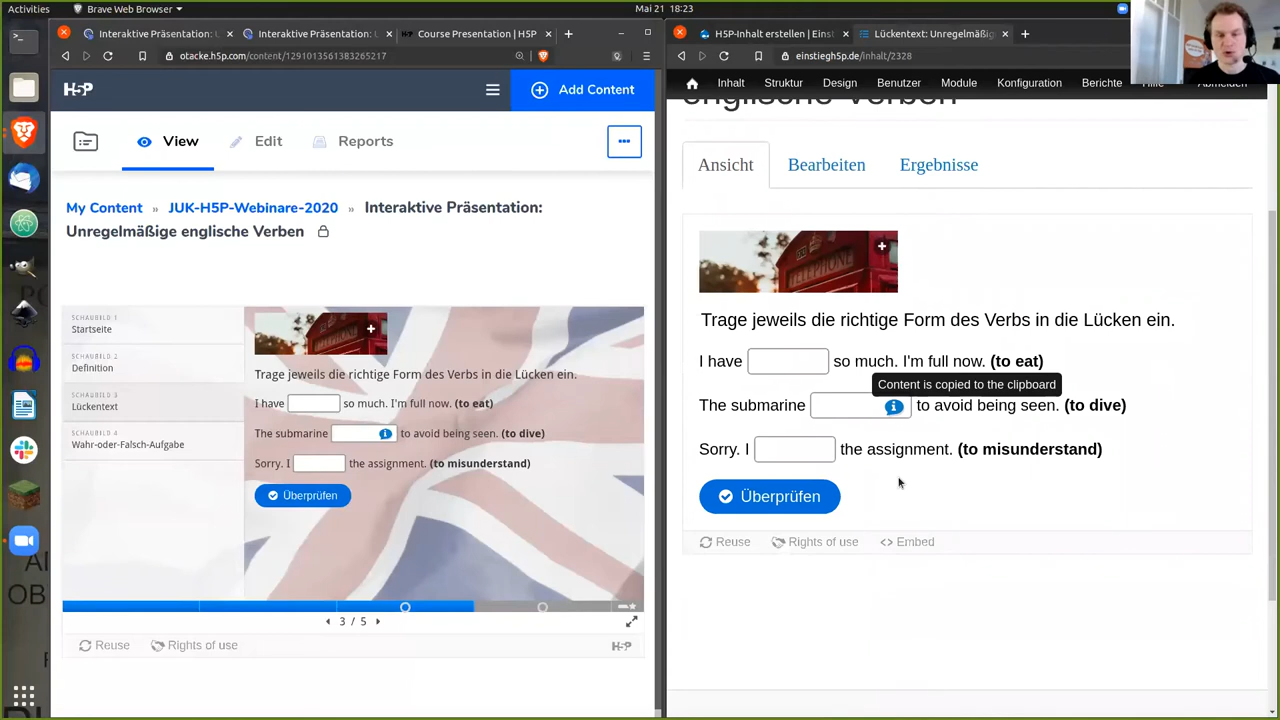 Activities
Brave Web Browser
Mai 21 18:23
Interaktive Präsentation: U
Interaktive Präsentation: U
Course Presentation | H5P
otacke.h5p.com/content/1291013561383265217
H5P
Add Content
View
Edit
Reports
My Content » JUK-H5P-Webinare-2020 » Interaktive Präsentation:
Unregelmäßige englische Verben
SCHAUBILD 1
Startseite
SCHAUBILD 2
Definition
SCHAUBILD 3
Lückentext
SCHAUBILD 4
Wahr-oder-Falsch-Aufgabe
Trage jeweils die richtige Form des Verbs in die Lücken ein.
I have so much. I'm full now. (to eat)
The submarine to avoid being seen. (to dive)
Sorry. I the assignment. (to misunderstand)
Überprüfen
3 / 5
Reuse
Rights of use
H5P
H5P-Inhalt erstellen | Einst
Lückentext: Unregelmäßig
einstiegh5p.de/inhalt/2328
Inhalt
Struktur
Design
Benutzer
Module
Konfiguration
Berichte
englische Verben
Ansicht
Bearbeiten
Ergebnisse
TELEPHONE
Trage jeweils die richtige Form des Verbs in die Lücken ein.
I have so much. I'm full now. (to eat)
Content is copied to the clipboard
The submarine to avoid being seen. (to dive)
Sorry. I the assignment. (to misunderstand)
Überprüfen
Reuse
Rights of use
Embed